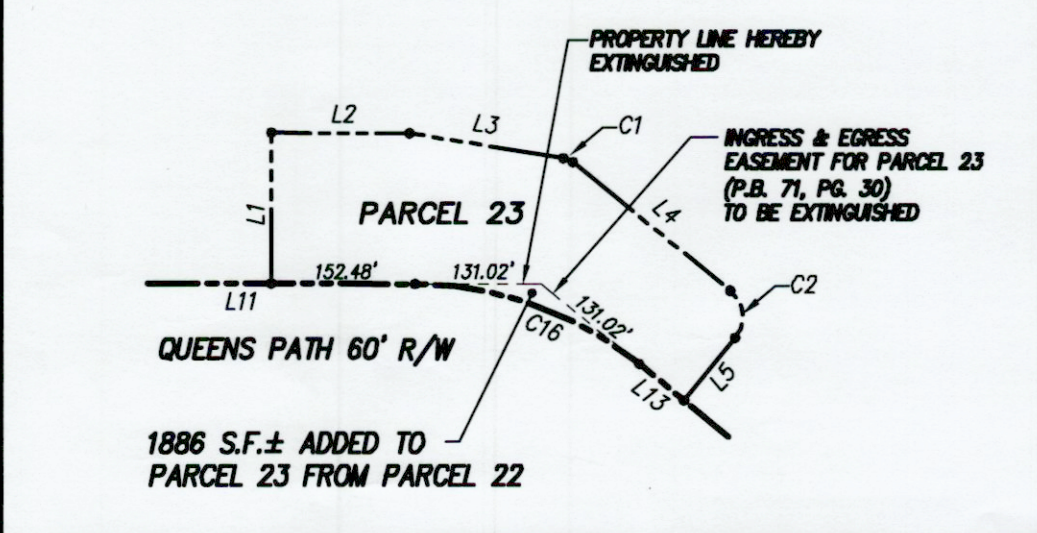 PROPERTY LINE HEREBY
EXTINGUISHED
L2
L3
C1
INGRESS & EGRESS
EASEMENT FOR PARCEL 23
(P.B. 71, PG. 30)
TO BE EXTINGUISHED
L1
PARCEL 23
L4
152.48'
131.02'
C2
L11
131.02'
C16
QUEENS PATH 60' R/W
L13
L5
1886 S.F.± ADDED TO
PARCEL 23 FROM PARCEL 22